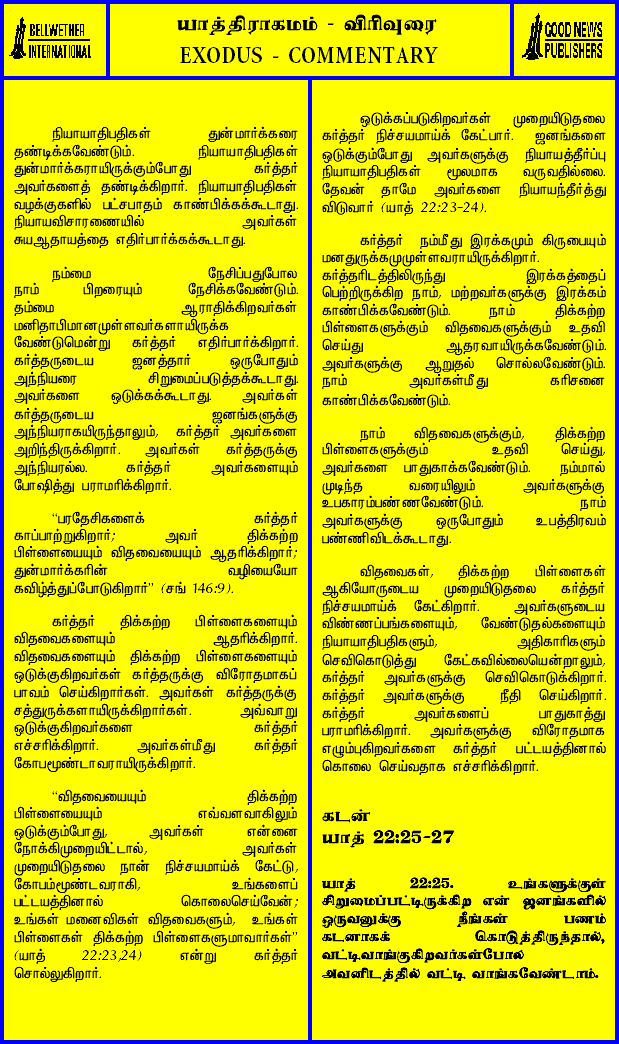 BELLWETHER
INTERNATIONAL
யாத்திராகமம் - விரிவுரை
EXODUS - COMMENTARY
GOOD NEWS
PUBLISHERS
நியாயாதிபதிகள் துன்மார்க்கரை
தண்டிக்கவேண்டும். நியாயாதிபதிகள்
துன்மார்க்கராயிருக்கும்போது கர்த்தர்
அவர்களைத் தண்டிக்கிறார். நியாயாதிபதிகள்
வழக்குகளில் பட்சபாதம் காண்பிக்கக்கூடாது.
நியாயவிசாரணையில் அவர்கள்
சுயஆதாயத்தை எதிர்பார்க்கக்கூடாது.
நம்மை நேசிப்பதுபோல
நாம் பிறரையும் நேசிக்கவேண்டும்.
தம்மை ஆராதிக்கிறவர்கள்
மனிதாபிமானமுள்ளவர்களாயிருக்க
வேண்டுமென்று கர்த்தர் எதிர்பார்க்கிறார்.
கர்த்தருடைய ஜனத்தார் ஒருபோதும்
அந்நியரை சிறுமைப்படுத்தக்கூடாது.
அவர்களை ஒடுக்கக்கூடாது. அவர்கள்
கர்த்தருடைய ஜனங்களுக்கு
அந்நியராகயிருந்தாலும், கர்த்தர் அவர்களை
அறிந்திருக்கிறார். அவர்கள் கர்த்தருக்கு
அந்நியரல்ல. கர்த்தர் அவர்களையும்
போஷித்து பராமரிக்கிறார்.
“பரதேசிகளைக் கர்த்தர்
காப்பாற்றுகிறார்; அவர் திக்கற்ற
பிள்ளையையும் விதவையையும் ஆதரிக்கிறார்;
துன்மார்க்கரின் வழியையோ
கவிழ்த்துப்போடுகிறார்” (சங் 146:9).
கர்த்தர் திக்கற்ற பிள்ளைகளையும்
விதவைகளையும் ஆதரிக்கிறார்.
விதவைகளையும் திக்கற்ற பிள்ளைகளையும்
ஒடுக்குகிறவர்கள் கர்த்தருக்கு விரோதமாகப்
பாவம் செய்கிறார்கள். அவர்கள் கர்த்தருக்கு
சத்துருக்களாயிருக்கிறார்கள். அவ்வாறு
ஒடுக்குகிறவர்களை கர்த்தர்
எச்சரிக்கிறார். அவர்கள்மீது கர்த்தர்
கோபமூண்டாவராயிருக்கிறார்.
“விதவையையும் திக்கற்ற
பிள்ளையையும் எவ்வளவாகிலும்
ஒடுக்கும்போது, அவர்கள் என்னை
நோக்கிமுறையிட்டால், அவர்கள்
முறையிடுதலை நான் நிச்சயமாய்க் கேட்டு,
கோபம்மூண்டவராகி, உங்களைப்
பட்டயத்தினால் கொலைசெய்வேன்;
உங்கள் மனைவிகள் விதவைகளும், உங்கள்
பிள்ளைகள் திக்கற்ற பிள்ளைகளுமாவார்கள்”
(யாத் 22:23,24) என்று கர்த்தர்
சொல்லுகிறார்.
ஒடுக்கப்படுகிறவர்கள் முறையிடுதலை
கர்த்தர் நிச்சயமாய்க் கேட்பார். ஜனங்களை
ஒடுக்கும்போது அவர்களுக்கு நியாயத்தீர்ப்பு
நியாயாதிபதிகள் மூலமாக வருவதில்லை.
தேவன் தாமே அவர்களை நியாயந்தீர்த்து
விடுவார் (யாத் 22:23-24).
கர்த்தர் நம்மீது இரக்கமும் கிருபையும்
மனதுருக்கமுமுள்ளவராயிருக்கிறார்.
கர்த்தரிடத்திலிருந்து இரக்கத்தைப்
பெற்றிருக்கிற நாம், மற்றவர்களுக்கு இரக்கம்
காண்பிக்கவேண்டும். நாம் திக்கற்ற
பிள்ளைகளுக்கும் விதவைகளுக்கும் உதவி
செய்து ஆதரவாயிருக்கவேண்டும்.
அவர்களுக்கு ஆறுதல் சொல்லவேண்டும்.
நாம் அவர்கள்மீது கரிசனை
காண்பிக்கவேண்டும்.
நாம் விதவைகளுக்கும், திக்கற்ற
பிள்ளைகளுக்கும் உதவி செய்து,
அவர்களை பாதுகாக்கவேண்டும். நம்மால்
முடிந்த வரையிலும் அவர்களுக்கு
உபகாரம்பண்ணவேண்டும். நாம்
அவர்களுக்கு ஒருபோதும் உபத்திரவம்
பண்ணிவிடக்கூடாது.
விதவைகள், திக்கற்ற பிள்ளைகள்
ஆகியோருடைய முறையிடுதலை கர்த்தர்
நிச்சயமாய்க் கேட்கிறார். அவர்களுடைய
விண்ணப்பங்களையும், வேண்டுதல்களையும்
நியாயாதிபதிகளும், அதிகாரிகளும்
செவிகொடுத்து கேட்கவில்லையென்றாலும்,
கர்த்தர் அவர்களுக்கு செவிகொடுக்கிறார்.
கர்த்தர் அவர்களுக்கு நீதி செய்கிறார்.
கர்த்தர் அவர்களைப் பாதுகாத்து
பராமரிக்கிறார். அவர்களுக்கு விரோதமாக
எழும்புகிறவர்களை கர்த்தர் பட்டயத்தினால்
கொலை செய்வதாக எச்சரிக்கிறார்.
கடன்
யாத் 22:25-27
யாத் 22:25. உங்களுக்குள்
சிறுமைப்பட்டிருக்கிற என் ஜனங்களில்
ஒருவனுக்கு நீங்கள் பணம்
கடனாகக் கொடுத்திருந்தால்,
வட்டிவாங்குகிறவர்கள்போல
அவனிடத்தில் வட்டி வாங்கவேண்டாம்.